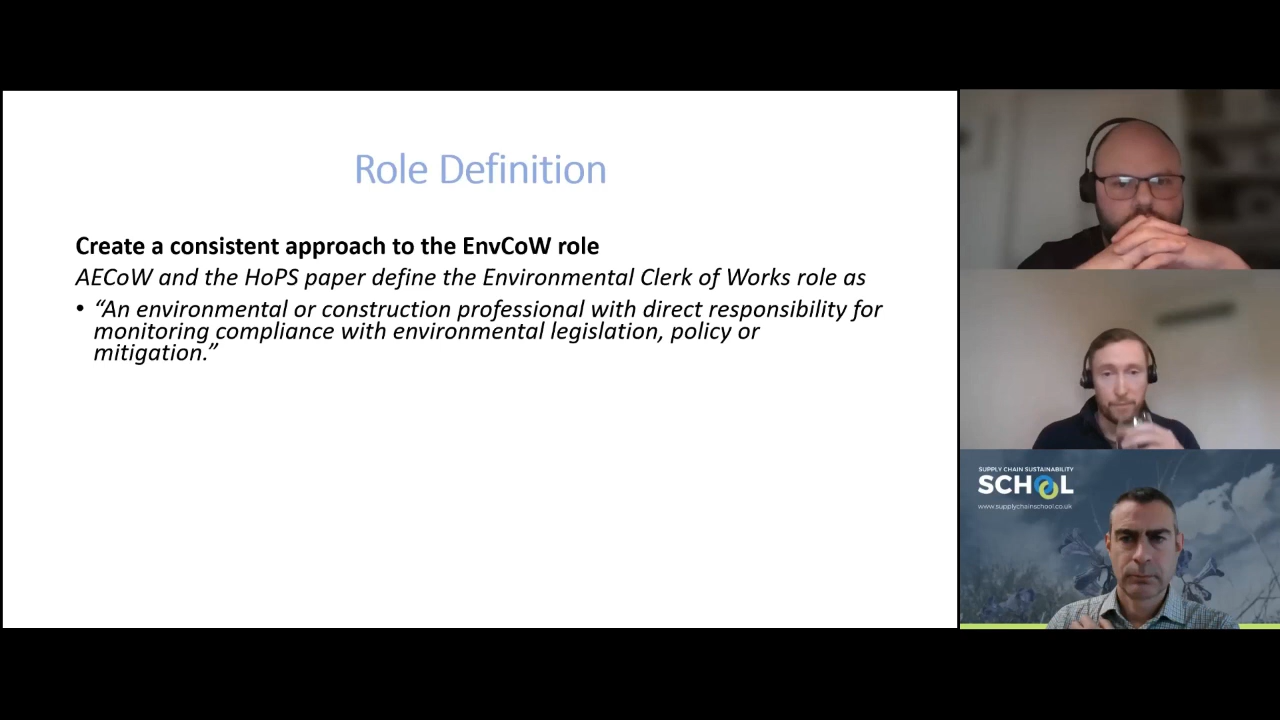 Role Definition
Create a consistent approach to the EnvCoW role
AECoW and the HoPS paper define the Environmental Clerk of Works role as
• “An environmental or construction professional with direct responsibility for
monitoring compliance with environmental legislation, policy or
mitigation.”
SUPPLY CHAIN SUSTAINABILITY
SCHOOL
www.supplychainschool.co.uk